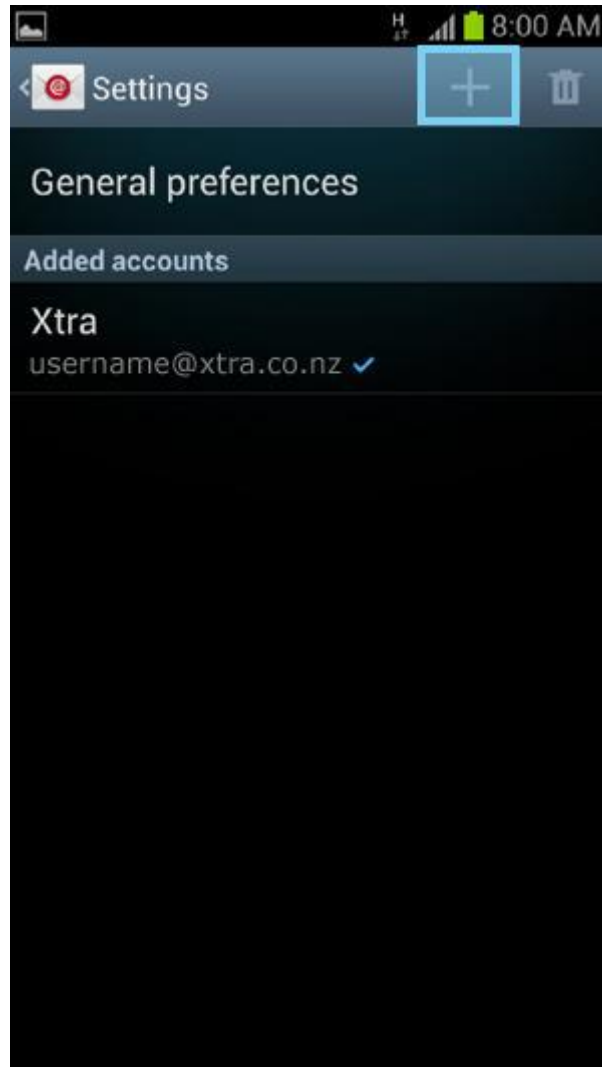 H 8:00 AM
Settings
General preferences
Added accounts
Xtra
username@xtra.co.nz